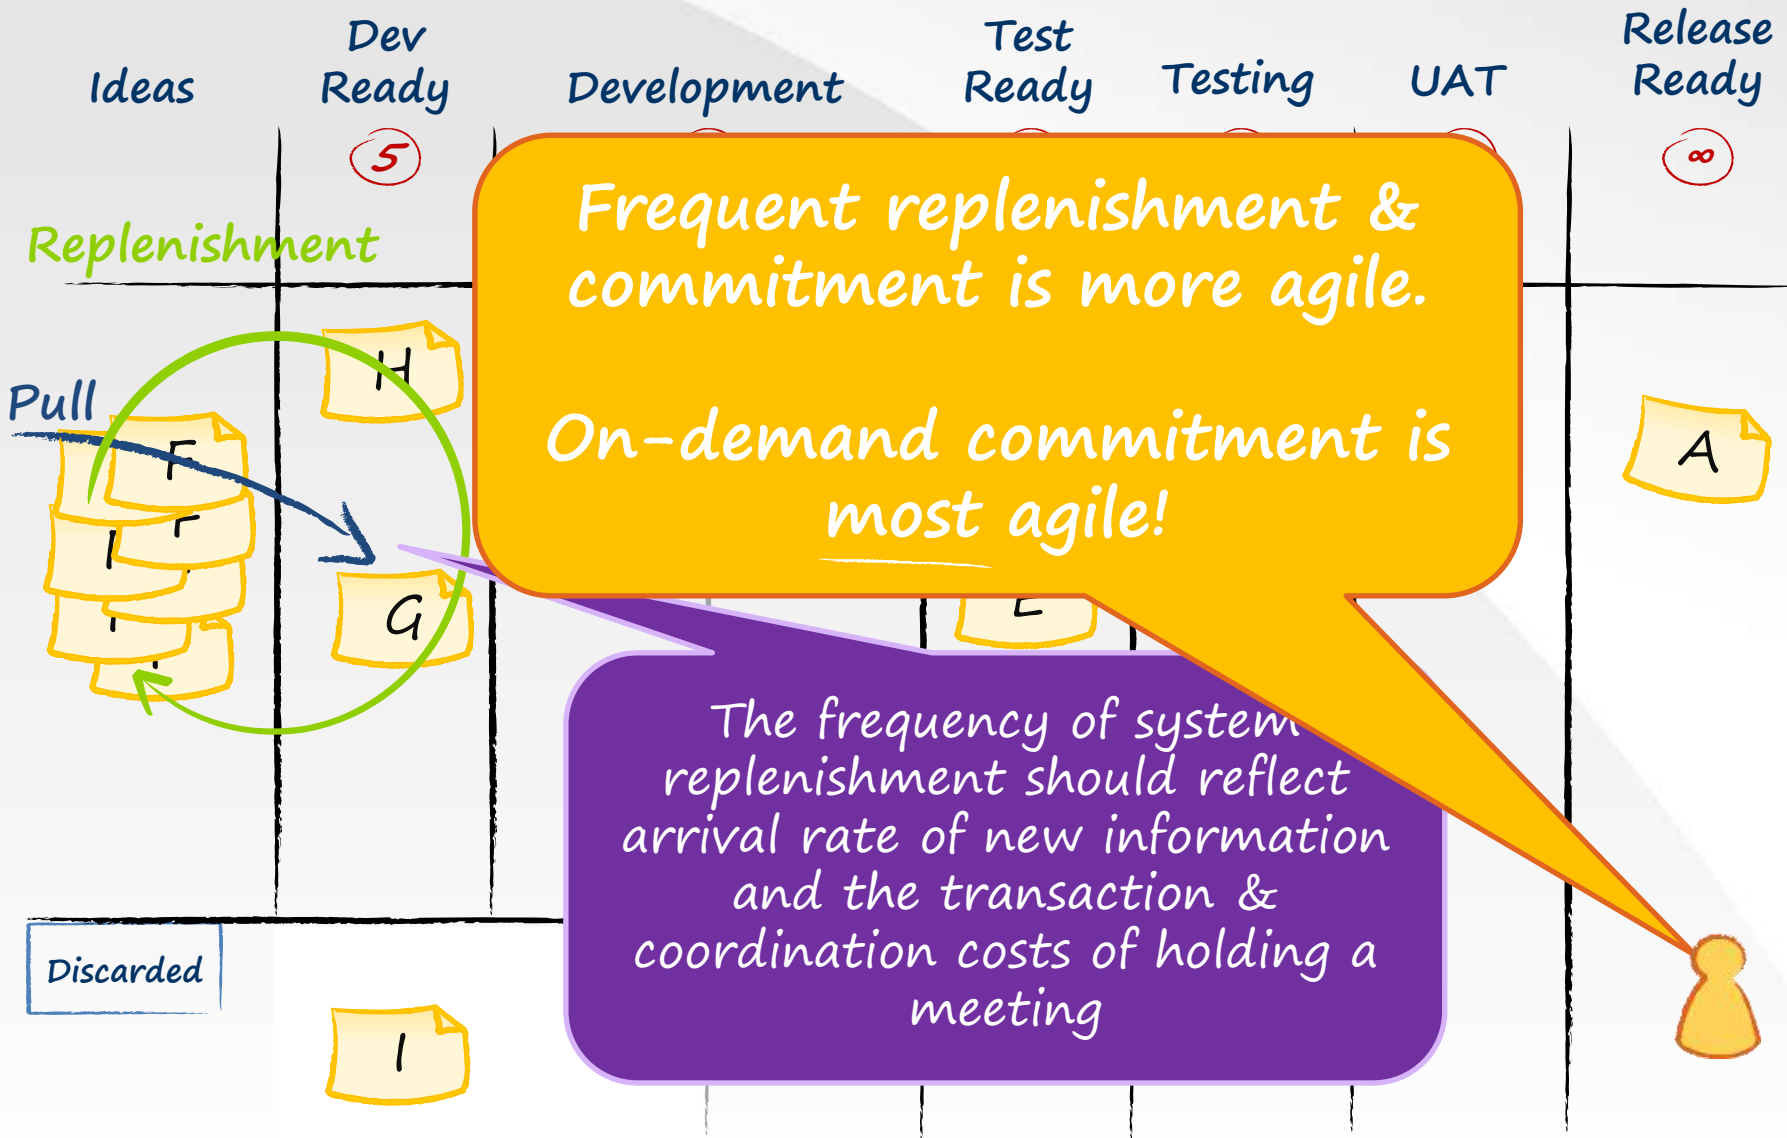 Ideas
Dev
Ready
Development
Test
Ready
Testing
UAT
Release
Ready
5
∞
Replenishment
Pull
Frequent replenishment &
commitment is more agile.
On-demand commitment is
most agile!
H
F
G
E
A
The frequency of system
replenishment should reflect
arrival rate of new information
and the transaction &
coordination costs of holding a
meeting
Discarded
I